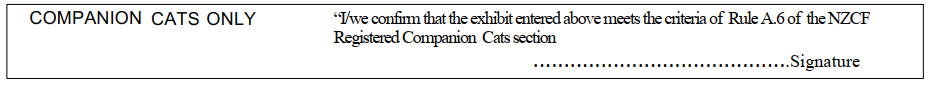 COMPANION CATS ONLY
“I/we confirm that the exhibit entered above meets the criteria of Rule A.6 of the NZCF
Registered Companion Cats section
..........................................Signature